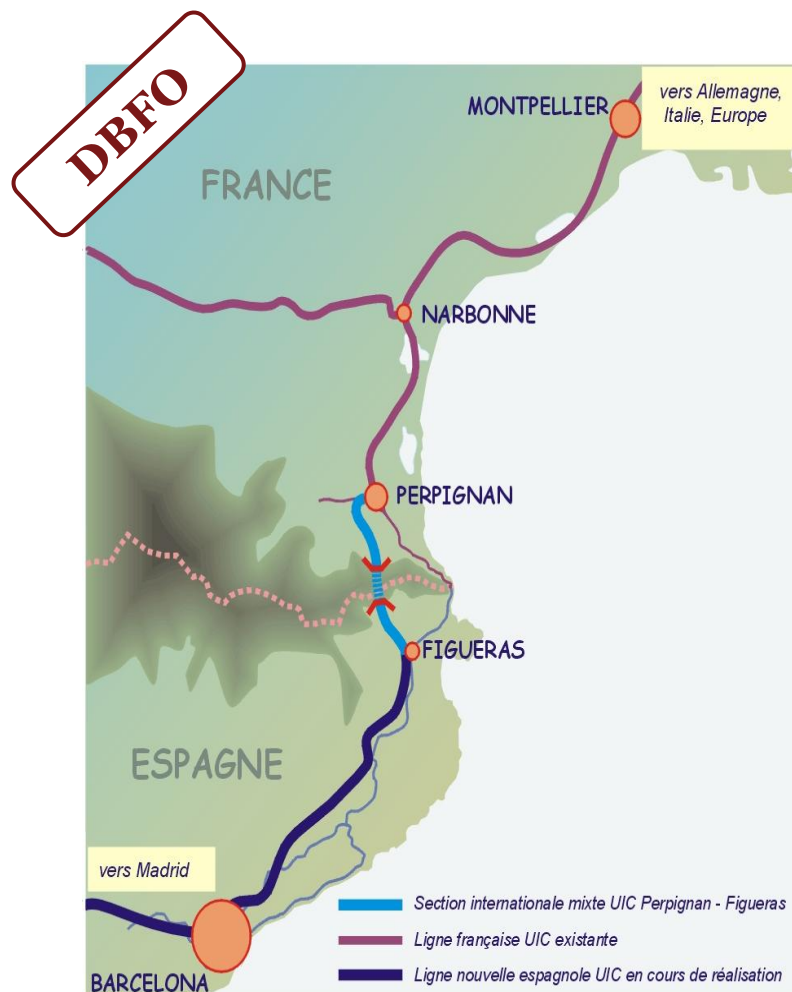 DBFO
MONTPELLIER
vers Allemagne,
Italie, Europe
FRANCE
NARBONNE
PERPIGNAN
FIGUERAS
ESPAGNE
vers Madrid
BARCELONA
Section internationale mixte UIC Perpignan - Figueras
Ligne française UIC existante
Ligne nouvelle espagnole UIC en cours de réalisation